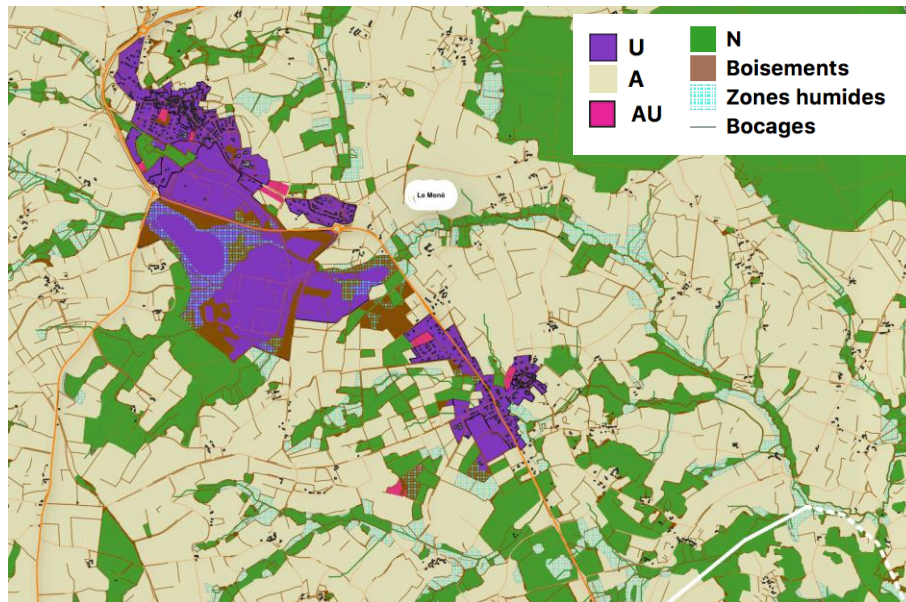 U
A
AU
N
Boisements
Zones humides
Bocages
Le Mené